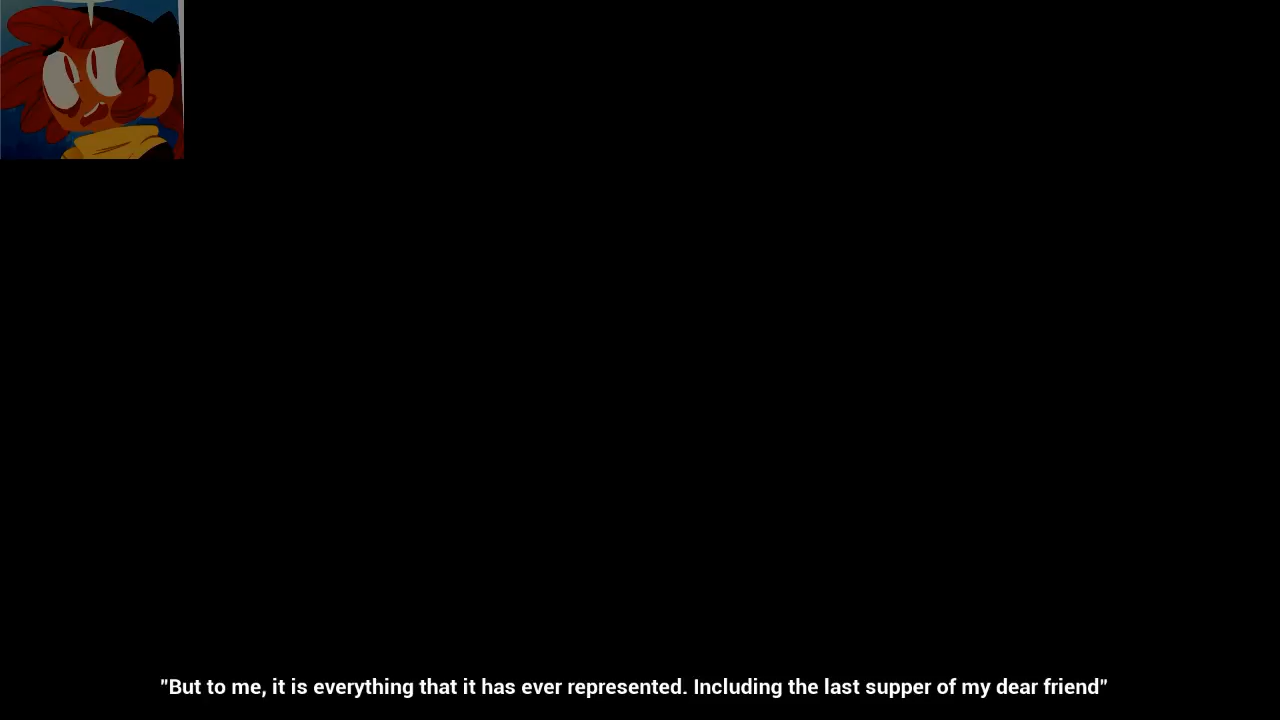 "But to me, it is everything that it has ever represented. Including the last supper of my dear friend"